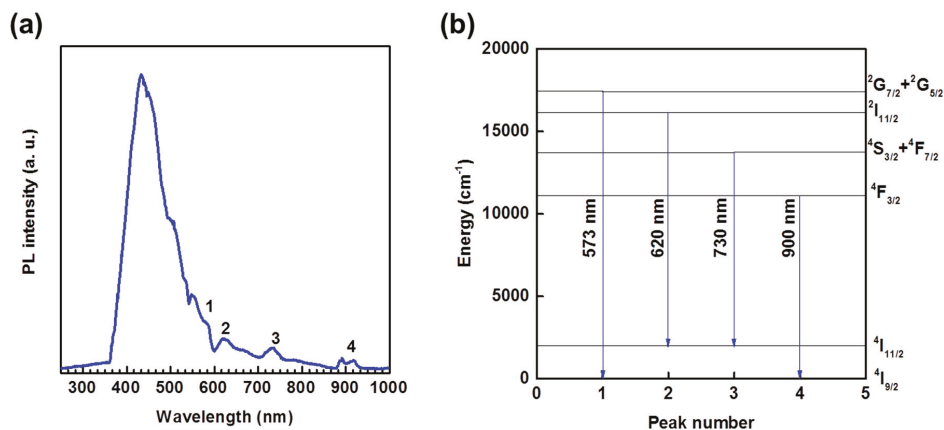 (a)
PL intensity (a. u.)
1
2
3
4
300 400 500 600 700 800 900 1000
Wavelength (nm)
(b)
Energy (cm⁻¹)
20000
15000
10000
5000
0
573 nm
620 nm
730 nm
900 nm
²G₇/₂+²G₅/₂
²I₁₁/₂
⁴S₃/₂+⁴F₇/₂
⁴F₃/₂
⁴I₁₁/₂
⁴I₉/₂
0 1 2 3 4 5
Peak number